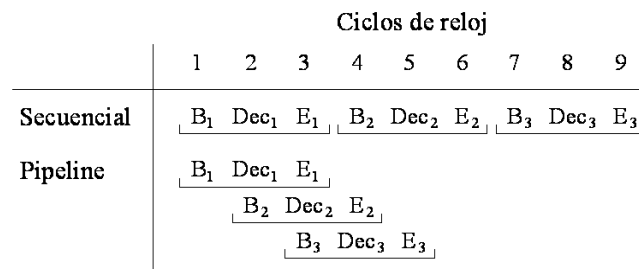 Ciclos de reloj
1 2 3 4 5 6 7 8 9
Secuencial B₁ Dec₁ E₁ B₂ Dec₂ E₂ B₃ Dec₃ E₃
Pipeline B₁ Dec₁ E₁
B₂ Dec₂ E₂
B₃ Dec₃ E₃